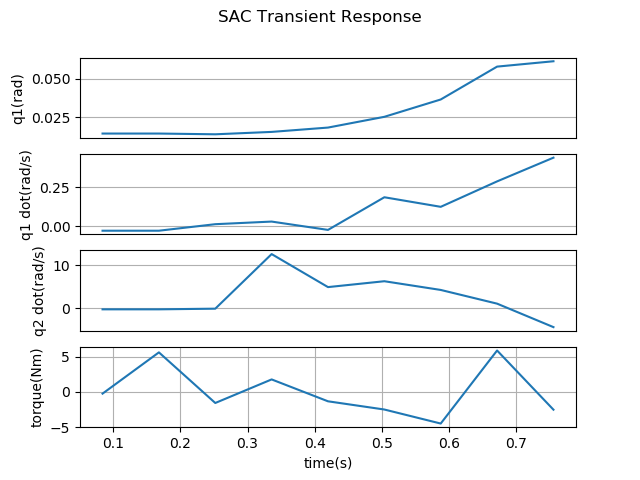 SAC Transient Response
0.050
0.025
q1(rad)
0.25
0.00
q1 dot(rad/s)
10
0
q2 dot(rad/s)
5
0
−5
torque(Nm)
0.1 0.2 0.3 0.4 0.5 0.6 0.7
time(s)